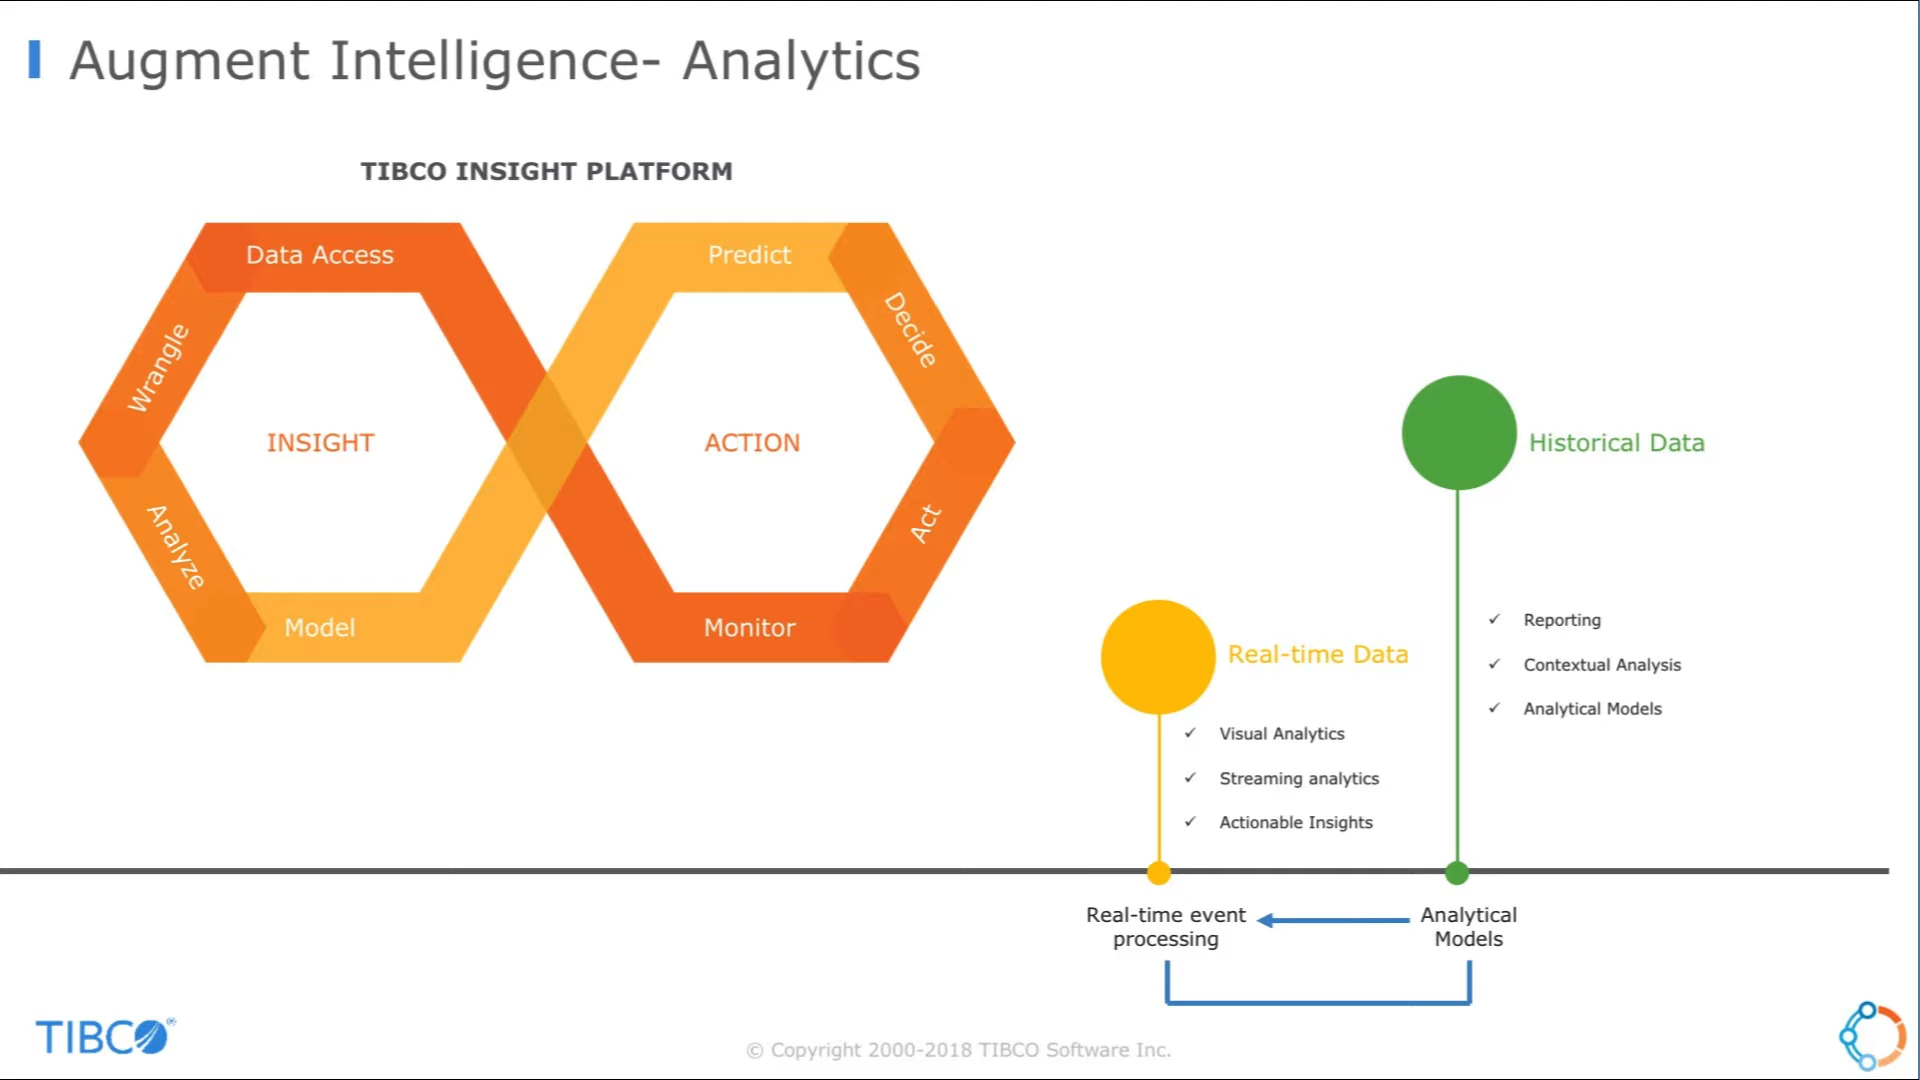 Augment Intelligence- Analytics
TIBCO INSIGHT PLATFORM
Data Access
Wrangle
Analyze
Model
INSIGHT
Predict
Decide
Act
Monitor
ACTION
Historical Data
✓ Reporting
✓ Contextual Analysis
✓ Analytical Models
Real-time Data
✓ Visual Analytics
✓ Streaming analytics
✓ Actionable Insights
Real-time event
processing
Analytical
Models
TIBCO®
© Copyright 2000-2018 TIBCO Software Inc.